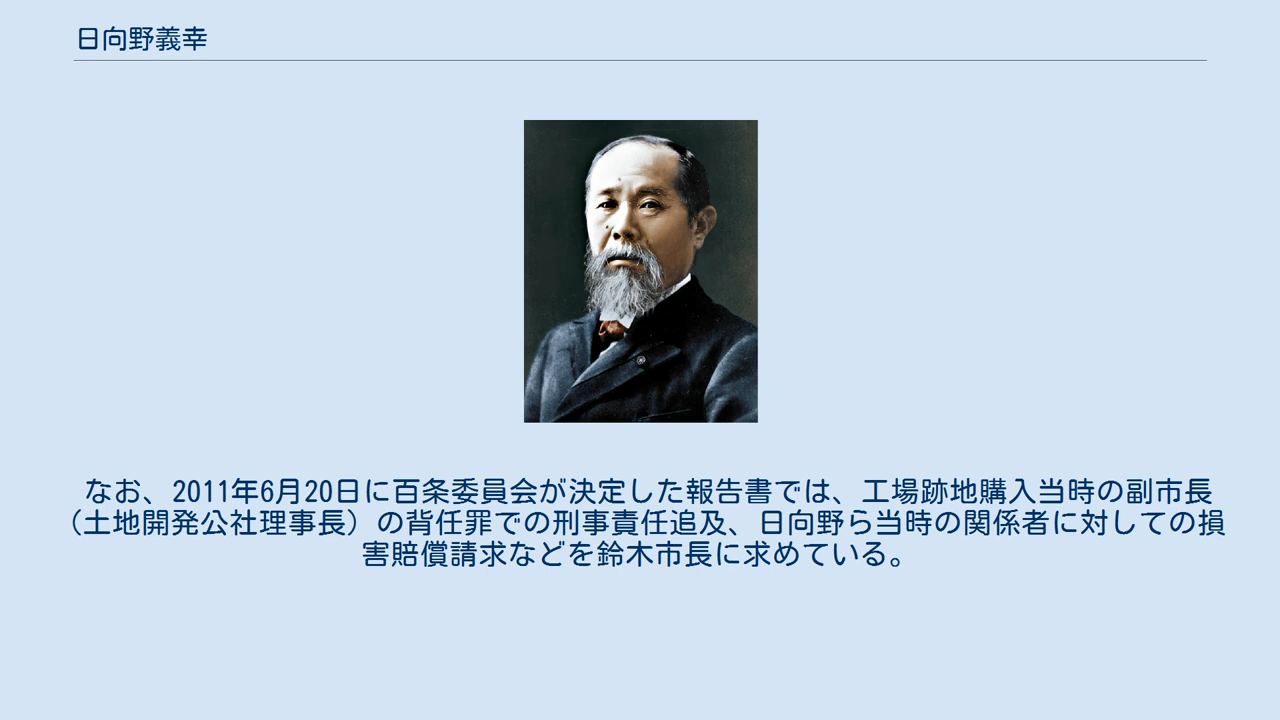 日向野義幸
なお、2011年6月20日に百条委員会が決定した報告書では、工場跡地購入当時の副市長
（土地開発公社理事長）の背任罪での刑事責任追及、日向野ら当時の関係者に対しての損
害賠償請求などを鈴木市長に求めている。